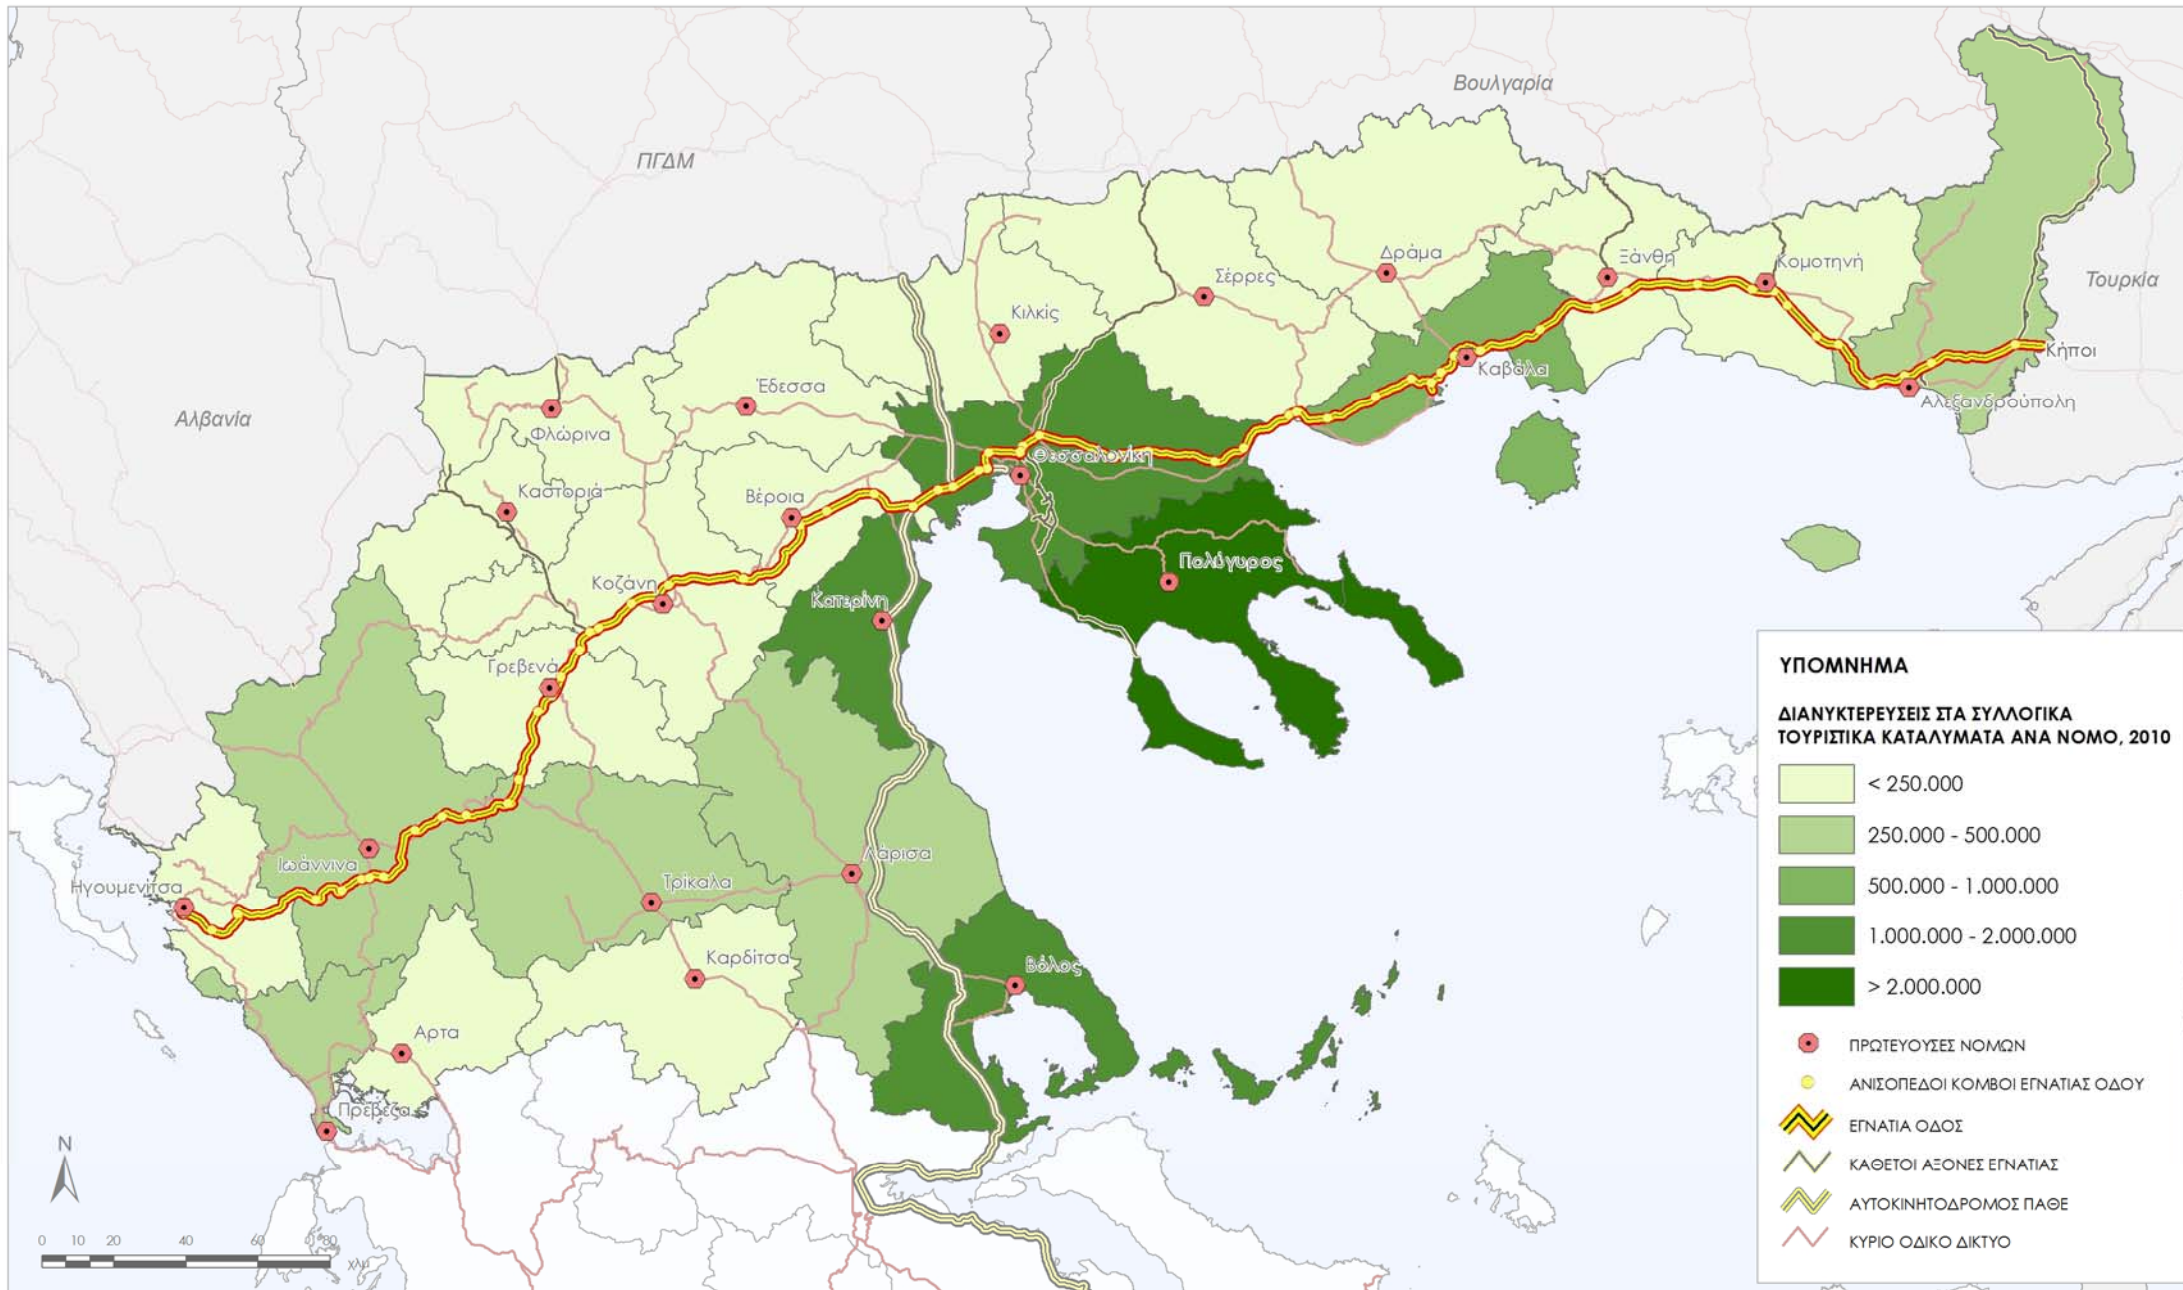 Βουλγαρία
ΠΓΔΜ
Τουρκία
Αλβανία
Δράμα
Ξάνθη
Κομοτηνή
Σέρρες
Κιλκίς
Κήποι
Καβάλα
Έδεσσα
Αλεξανδρούπολη
Φλώρινα
Θεσσαλονίκη
Καστοριά
Βέροια
Πολύγυρος
Κοζάνη
Κατερίνη
Γρεβενά
Ιωάννινα
Λάρισα
Ηγουμενίτσα
Τρίκαλα
Καρδίτσα
Βόλος
Αρτα
Πρέβεζα
ΥΠΟΜΝΗΜΑ
ΔΙΑΝΥΚΤΕΡΕΥΣΕΙΣ ΣΤΑ ΣΥΛΛΟΓΙΚΑ
ΤΟΥΡΙΣΤΙΚΑ ΚΑΤΑΛΥΜΑΤΑ ΑΝΑ ΝΟΜΟ, 2010
< 250.000
250.000 - 500.000
500.000 - 1.000.000
1.000.000 - 2.000.000
> 2.000.000
ΠΡΩΤΕΥΟΥΣΕΣ ΝΟΜΩΝ
ΑΝΙΣΟΠΕΔΟΙ ΚΟΜΒΟΙ ΕΓΝΑΤΙΑΣ ΟΔΟΥ
ΕΓΝΑΤΙΑ ΟΔΟΣ
ΚΑΘΕΤΟΙ ΑΞΟΝΕΣ ΕΓΝΑΤΙΑΣ
ΑΥΤΟΚΙΝΗΤΟΔΡΟΜΟΣ ΠΑΘΕ
ΚΥΡΙΟ ΟΔΙΚΟ ΔΙΚΤΥΟ
N
0 10 20 40 60 80
χλμ